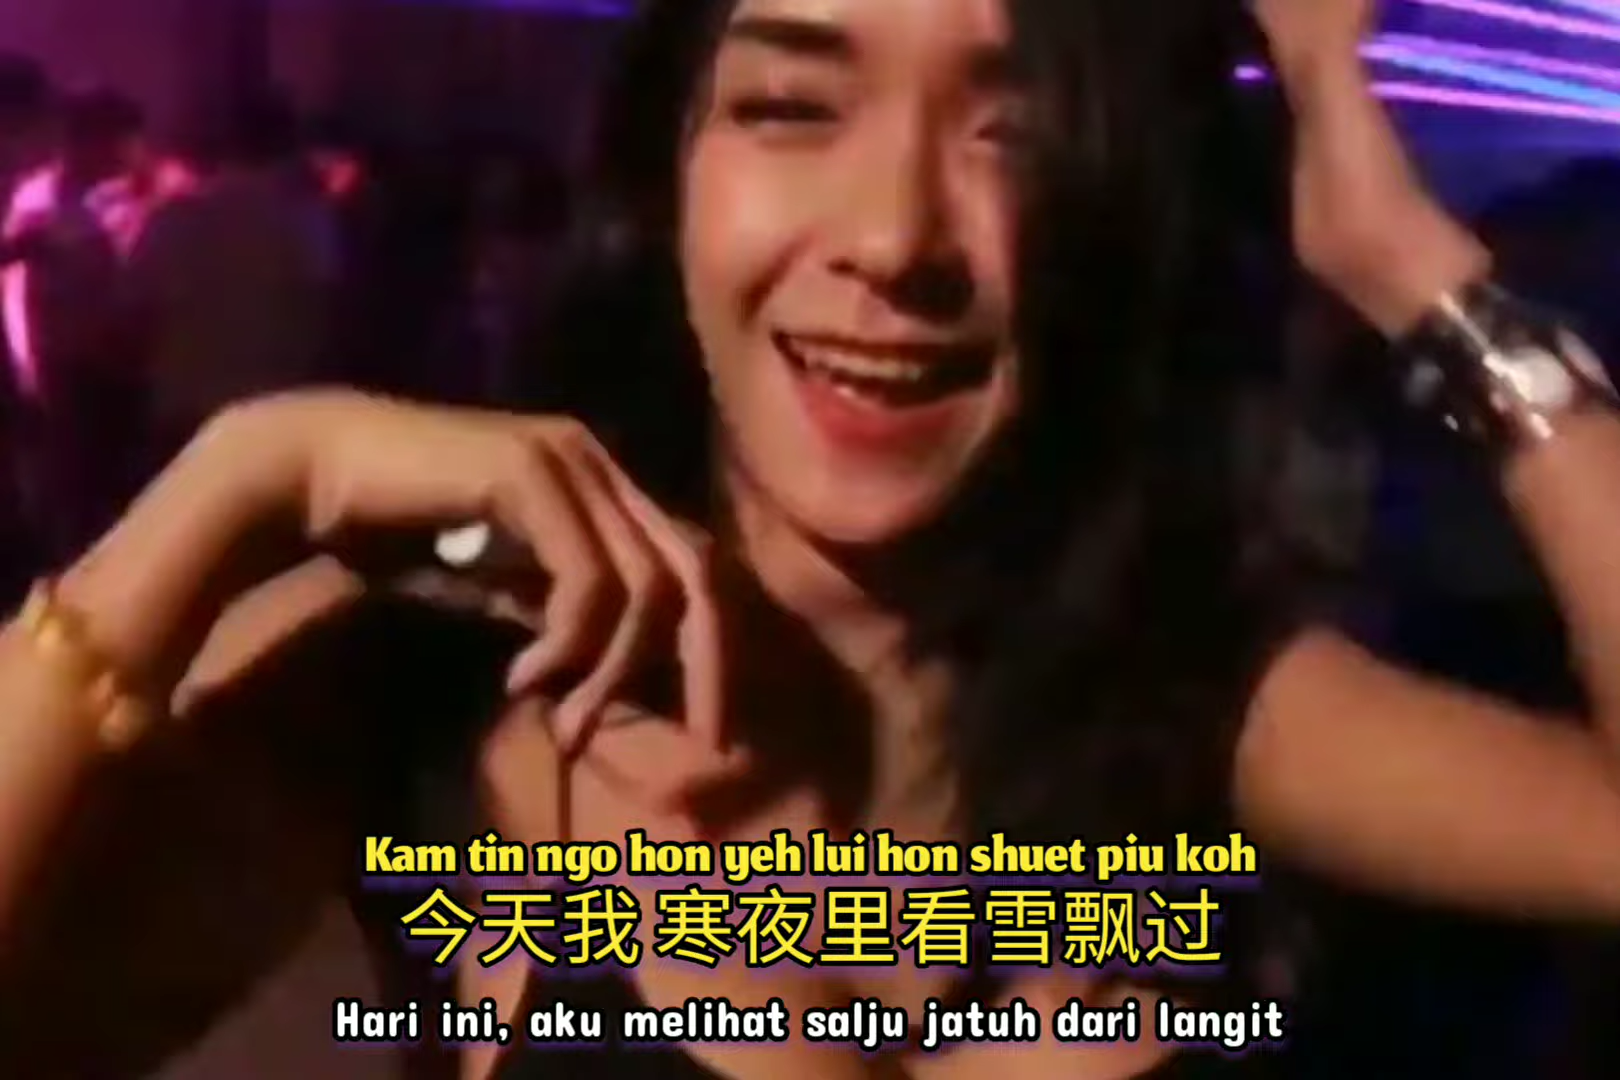 Kam tin ngo hon yeh lui hon shuet piu koh
今天我 寒夜里看雪飘过
Hari ini, aku melihat salju jatuh dari langit